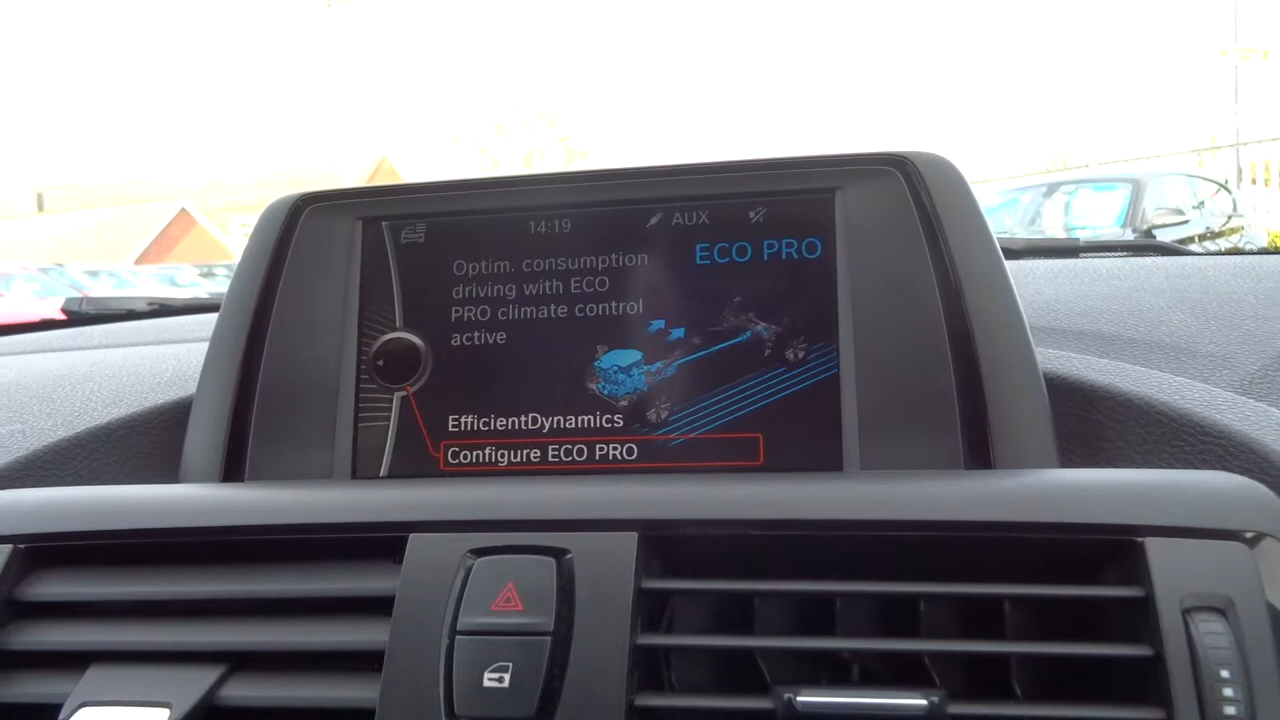 14:19
AUX
ECO PRO
Optim. consumption
driving with ECO
PRO climate control
active
EfficientDynamics
Configure ECO PRO